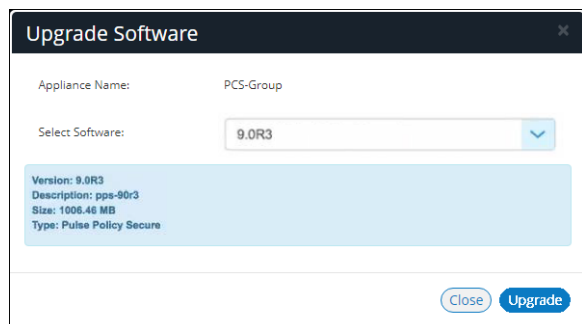 Upgrade Software
Appliance Name: PCS-Group
Select Software: 9.0R3
Version: 9.0R3
Description: pps-90r3
Size: 1006.46 MB
Type: Pulse Policy Secure
Close Upgrade